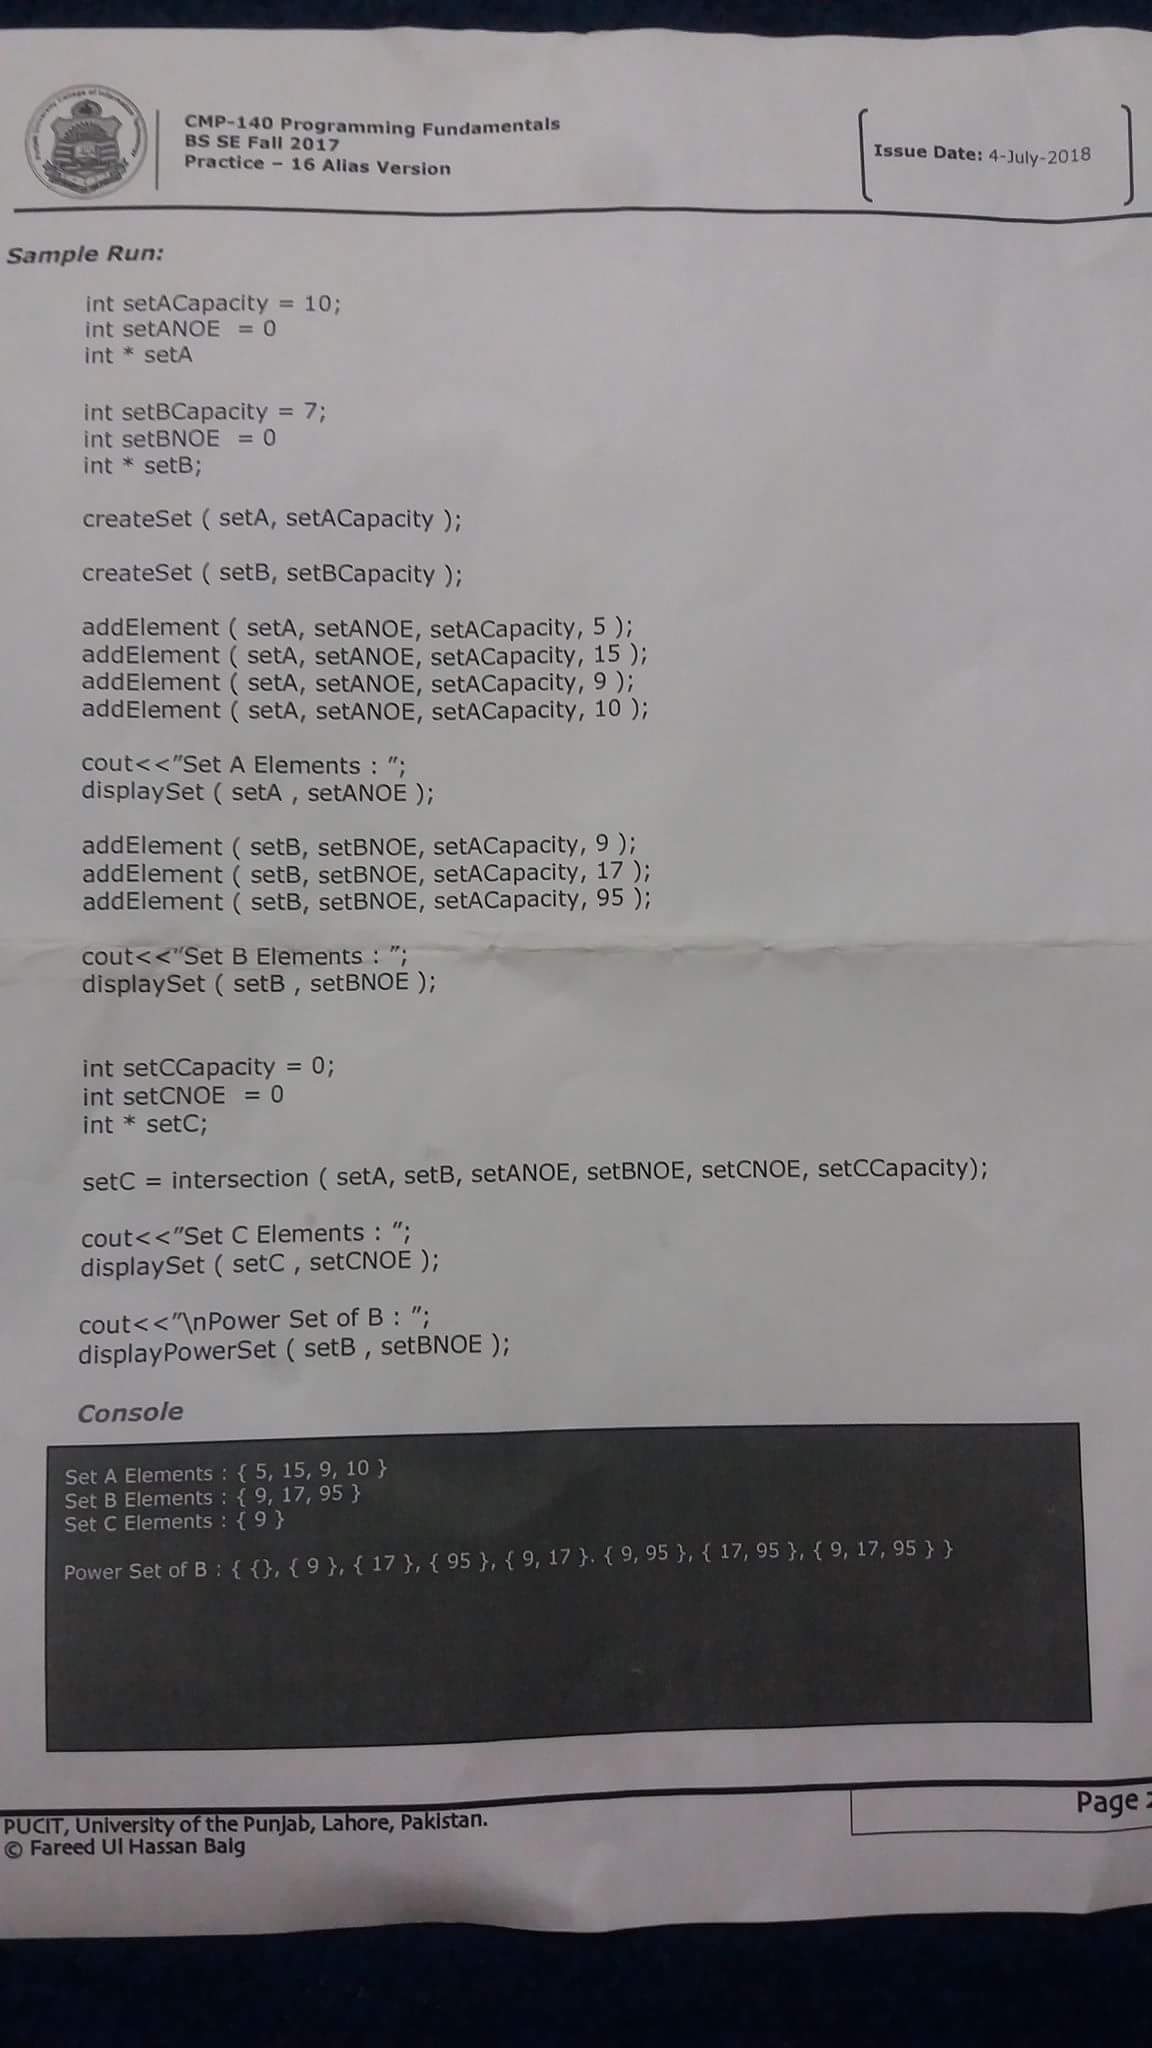 CMP-140 Programming Fundamentals
BS SE Fall 2017
Practice – 16 Alias Version
Issue Date: 4-July-2018
Sample Run:
int setACapacity = 10;
int setANOE = 0
int * setA
int setBCapacity = 7;
int setBNOE = 0
int * setB;
createSet ( setA, setACapacity );
createSet ( setB, setBCapacity );
addElement ( setA, setANOE, setACapacity, 5 );
addElement ( setA, setANOE, setACapacity, 15 );
addElement ( setA, setANOE, setACapacity, 9 );
addElement ( setA, setANOE, setACapacity, 10 );
cout<<”Set A Elements : ”;
displaySet ( setA , setANOE );
addElement ( setB, setBNOE, setACapacity, 9 );
addElement ( setB, setBNOE, setACapacity, 17 );
addElement ( setB, setBNOE, setACapacity, 95 );
cout<<”Set B Elements : ”;
displaySet ( setB , setBNOE );
int setCCapacity = 0;
int setCNOE = 0
int * setC;
setC = intersection ( setA, setB, setANOE, setBNOE, setCNOE, setCCapacity);
cout<<”Set C Elements : ”;
displaySet ( setC , setCNOE );
cout<<”\nPower Set of B : ”;
displayPowerSet ( setB , setBNOE );
Console
Set A Elements : { 5, 15, 9, 10 }
Set B Elements : { 9, 17, 95 }
Set C Elements : { 9 }
Power Set of B : { {}, { 9 }, { 17 }, { 95 }, { 9, 17 }. { 9, 95 }, { 17, 95 }, { 9, 17, 95 } }
PUCIT, University of the Punjab, Lahore, Pakistan.
© Fareed Ul Hassan Baig
Page 2